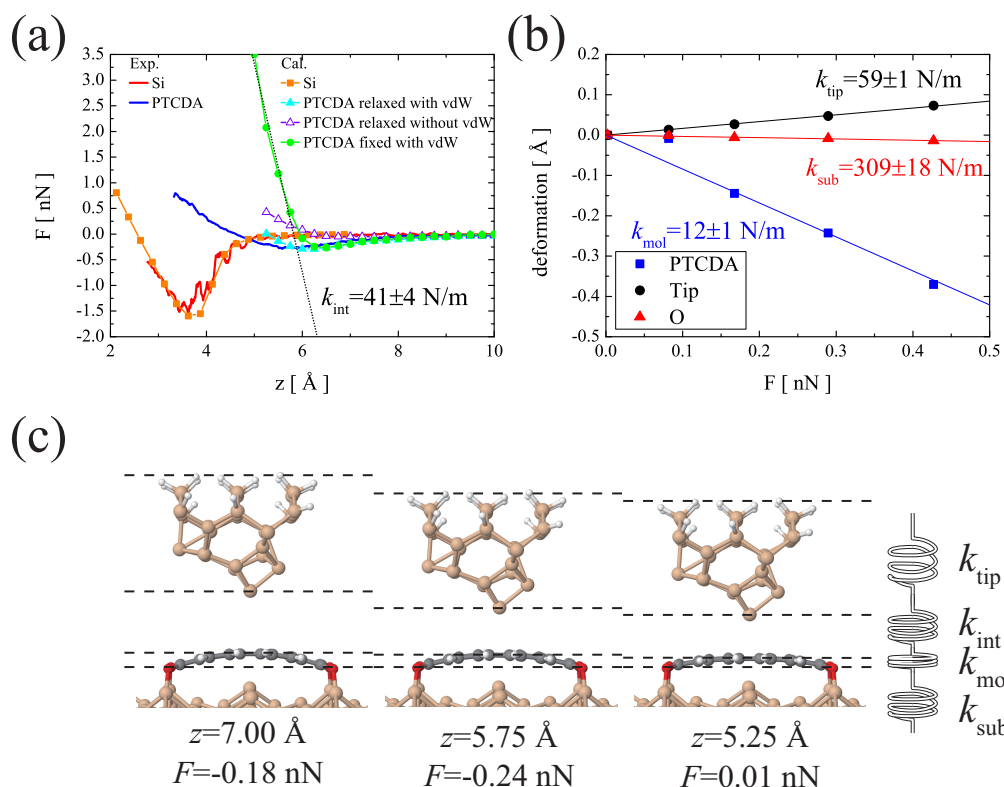 (a)
Exp.
Si
PTCDA
Cal.
Si
PTCDA relaxed with vdW
PTCDA relaxed without vdW
PTCDA fixed with vdW
3.5
3.0
2.5
2.0
1.5
1.0
0.5
0.0
-0.5
-1.0
-1.5
-2.0
F [ nN ]
k_int=41±4 N/m
2 4 6 8 10
z [ Å ]
(b)
0.2
0.1
0.0
-0.1
-0.2
-0.3
-0.4
-0.5
deformation [ Å ]
k_tip=59±1 N/m
k_sub=309±18 N/m
k_mol=12±1 N/m
PTCDA
Tip
O
0.0 0.1 0.2 0.3 0.4 0.5
F [ nN ]
(c)
k_tip
k_int
k_mo
k_sub
z=7.00 Å
F=-0.18 nN
z=5.75 Å
F=-0.24 nN
z=5.25 Å
F=0.01 nN